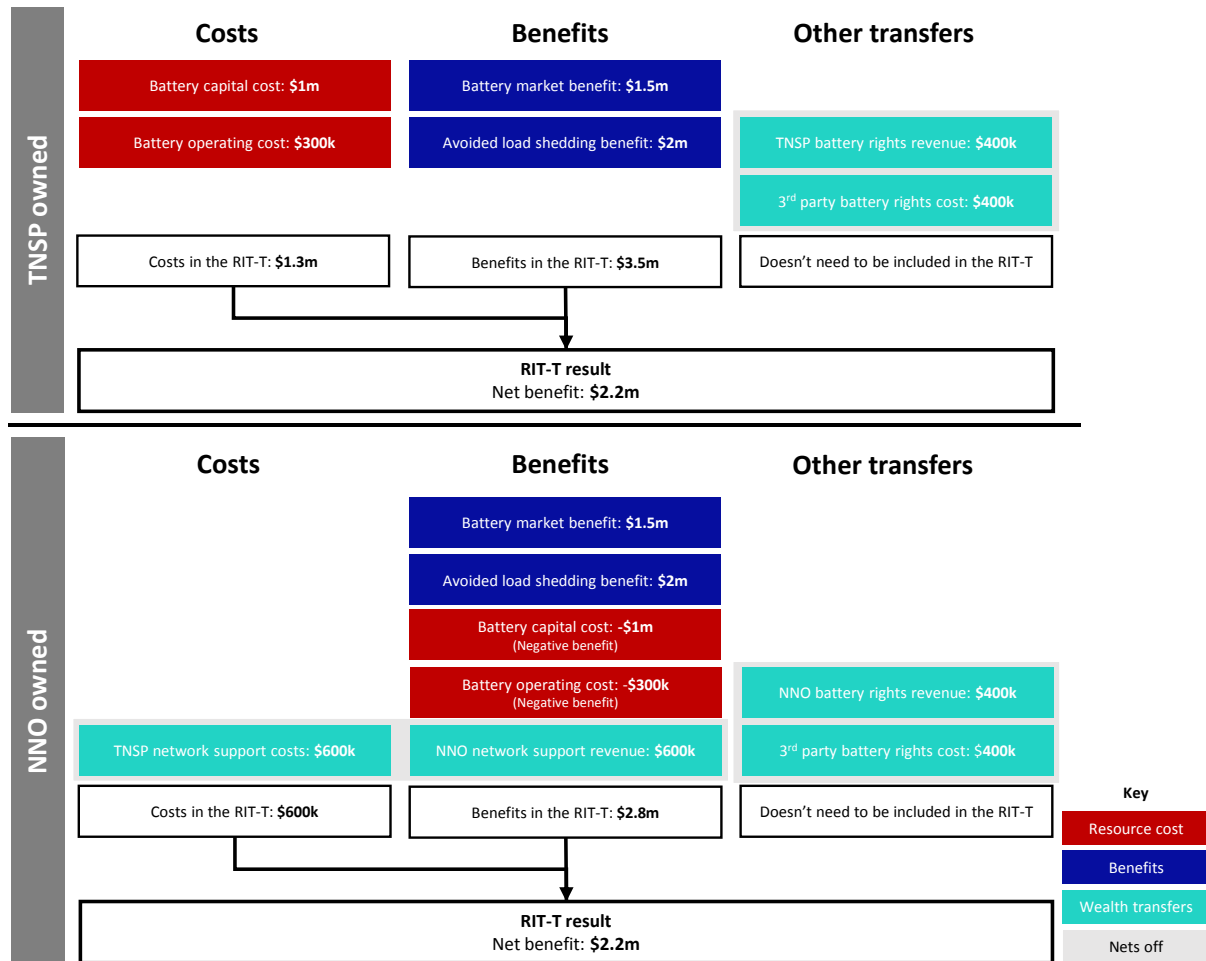 TNSP owned
Costs
Benefits
Other transfers
Battery capital cost: $1m
Battery market benefit: $1.5m
Battery operating cost: $300k
Avoided load shedding benefit: $2m
TNSP battery rights revenue: $400k
3rd party battery rights cost: $400k
Costs in the RIT-T: $1.3m
Benefits in the RIT-T: $3.5m
Doesn't need to be included in the RIT-T
RIT-T result
Net benefit: $2.2m
NNO owned
Costs
Benefits
Other transfers
Battery market benefit: $1.5m
Avoided load shedding benefit: $2m
Battery capital cost: -$1m
(Negative benefit)
Battery operating cost: -$300k
(Negative benefit)
NNO battery rights revenue: $400k
TNSP network support costs: $600k
NNO network support revenue: $600k
3rd party battery rights cost: $400k
Costs in the RIT-T: $600k
Benefits in the RIT-T: $2.8m
Doesn't need to be included in the RIT-T
RIT-T result
Net benefit: $2.2m
Key
Resource cost
Benefits
Wealth transfers
Nets off